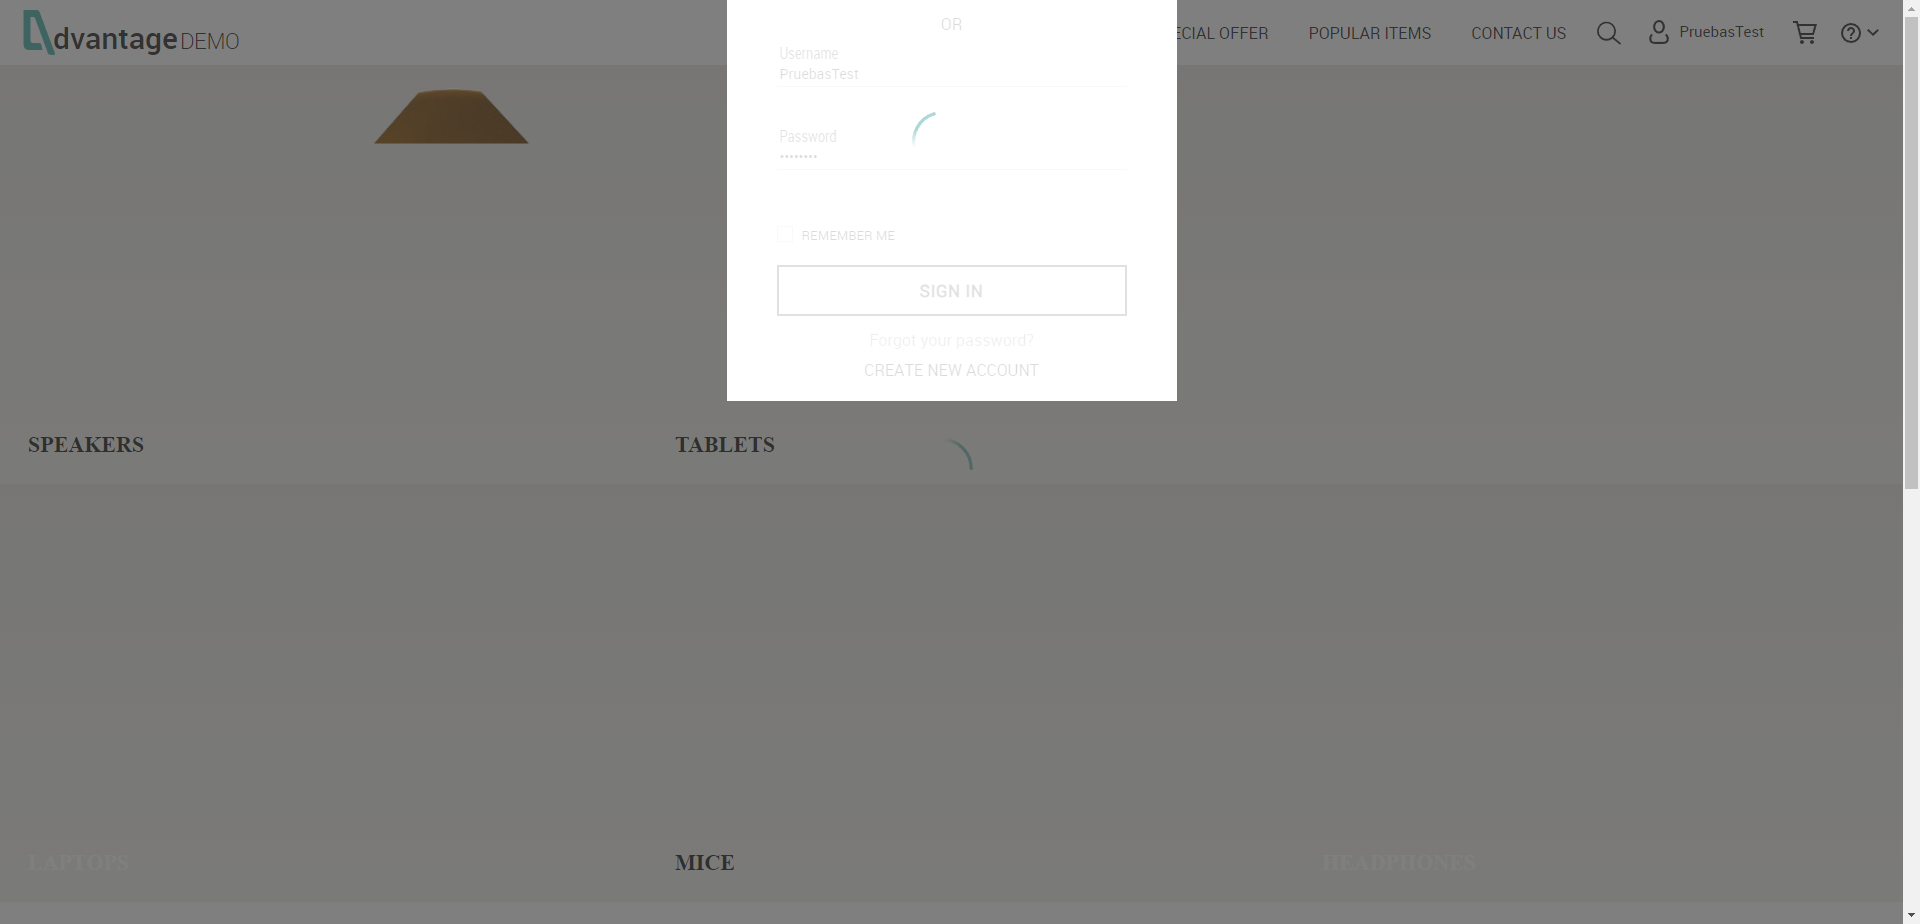 dvantage DEMO
ECIAL OFFER
POPULAR ITEMS
CONTACT US
PruebasTest
OR
Username
PruebasTest
Password
REMEMBER ME
SIGN IN
Forgot your password?
CREATE NEW ACCOUNT
SPEAKERS
TABLETS
LAPTOPS
MICE
HEADPHONES